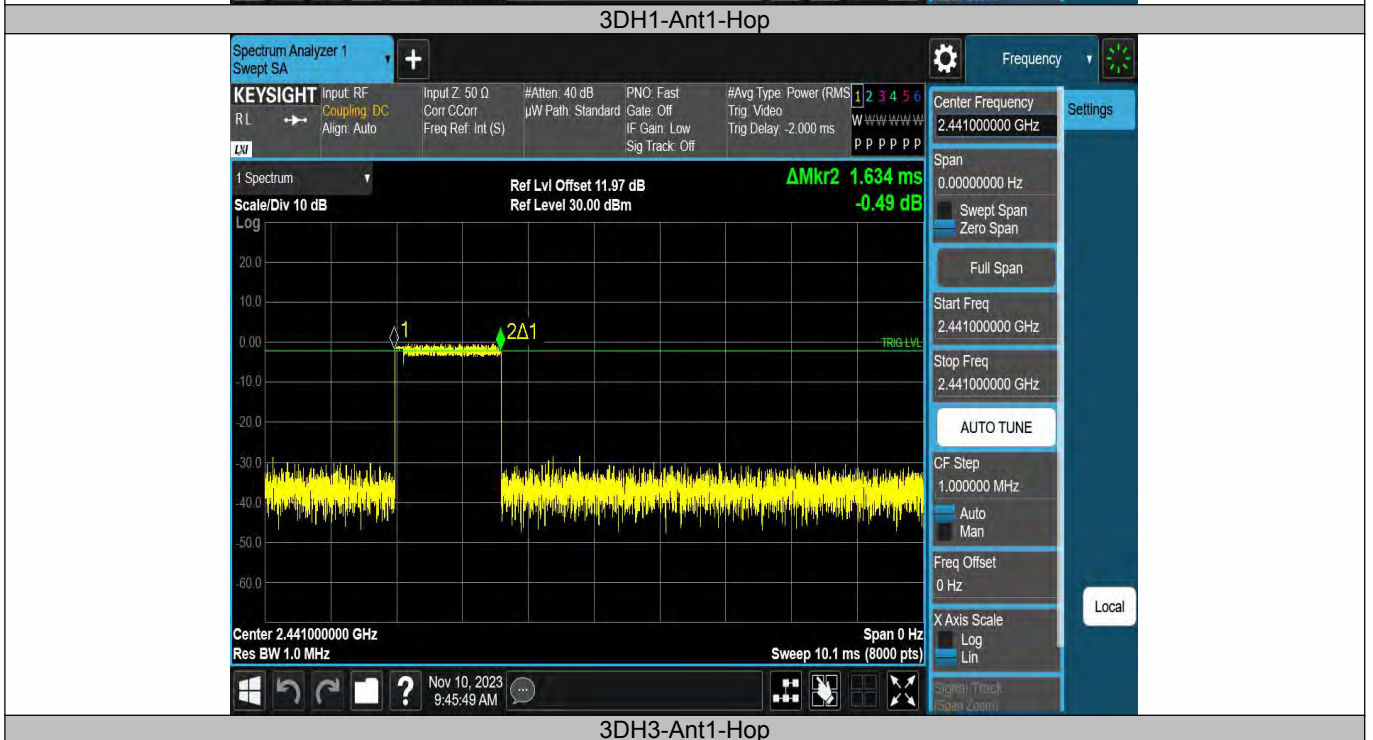 3DH1-Ant1-Hop
Spectrum Analyzer 1
Swept SA
+
Frequency
KEYSIGHT Input: RF Input Z: 50 Ω #Atten: 40 dB PNO: Fast #Avg Type: Power (RMS 1 2 3 4 5 6
RL Coupling: DC Corr CCorr µW Path: Standard Gate: Off Trig: Video W W W W W W
Align: Auto Freq Ref: Int (S) IF Gain: Low Trig Delay: -2.000 ms
LXI Sig Track: Off P P P P P P
Center Frequency
2.441000000 GHz
Settings
1 Spectrum Ref Lvl Offset 11.97 dB ΔMkr2 1.634 ms
Scale/Div 10 dB Ref Level 30.00 dBm -0.49 dB
Log
20.0
10.0
0.00
-10.0
-20.0
-30.0
-40.0
-50.0
-60.0
1
2Δ1
TRIG LVL
Center 2.441000000 GHz Span 0 Hz
Res BW 1.0 MHz Sweep 10.1 ms (8000 pts)
Span
0.00000000 Hz
Swept Span
Zero Span
Full Span
Start Freq
2.441000000 GHz
Stop Freq
2.441000000 GHz
AUTO TUNE
CF Step
1.000000 MHz
Auto
Man
Freq Offset
0 Hz
X Axis Scale
Log
Lin
Signal Track
(Span Zoom)
Local
? Nov 10, 2023
9:45:49 AM
3DH3-Ant1-Hop